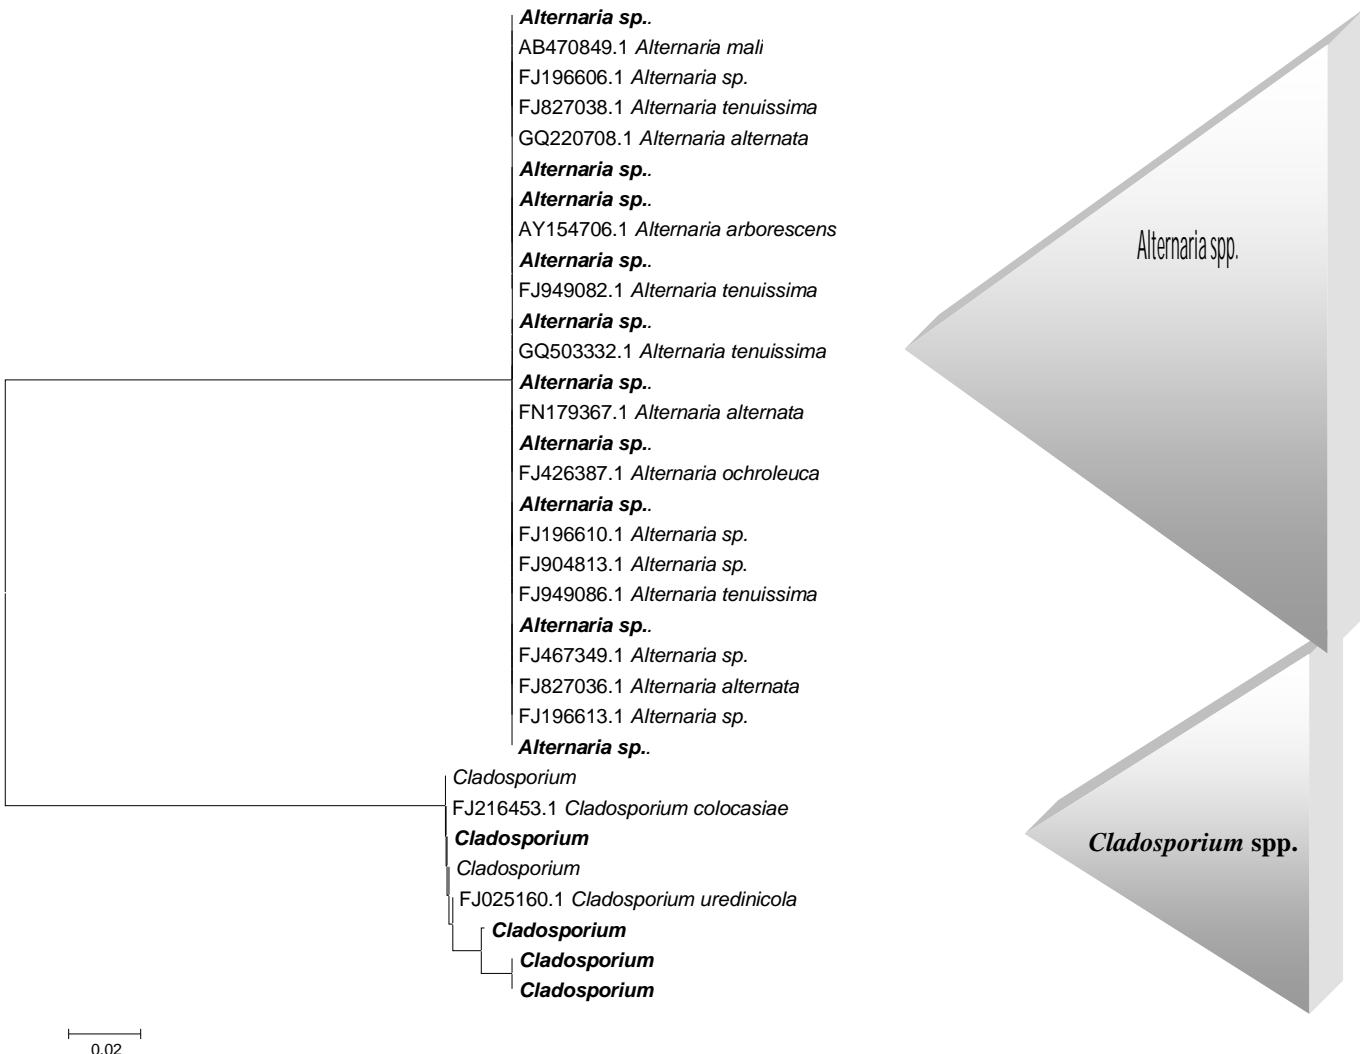 Alternaria sp..
AB470849.1 Alternaria mali
FJ196606.1 Alternaria sp.
FJ827038.1 Alternaria tenuissima
GQ220708.1 Alternaria alternata
Alternaria sp..
Alternaria sp..
AY154706.1 Alternaria arborescens
Alternaria sp..
FJ949082.1 Alternaria tenuissima
Alternaria sp..
GQ503332.1 Alternaria tenuissima
Alternaria sp..
FN179367.1 Alternaria alternata
Alternaria sp..
FJ426387.1 Alternaria ochroleuca
Alternaria sp..
FJ196610.1 Alternaria sp.
FJ904813.1 Alternaria sp.
FJ949086.1 Alternaria tenuissima
Alternaria sp..
FJ467349.1 Alternaria sp.
FJ827036.1 Alternaria alternata
FJ196613.1 Alternaria sp.
Alternaria sp..
Cladosporium
FJ216453.1 Cladosporium colocasiae
Cladosporium
Cladosporium
FJ025160.1 Cladosporium uredinicola
Cladosporium
Cladosporium
Cladosporium
0.02
Alternaria spp.
Cladosporium spp.